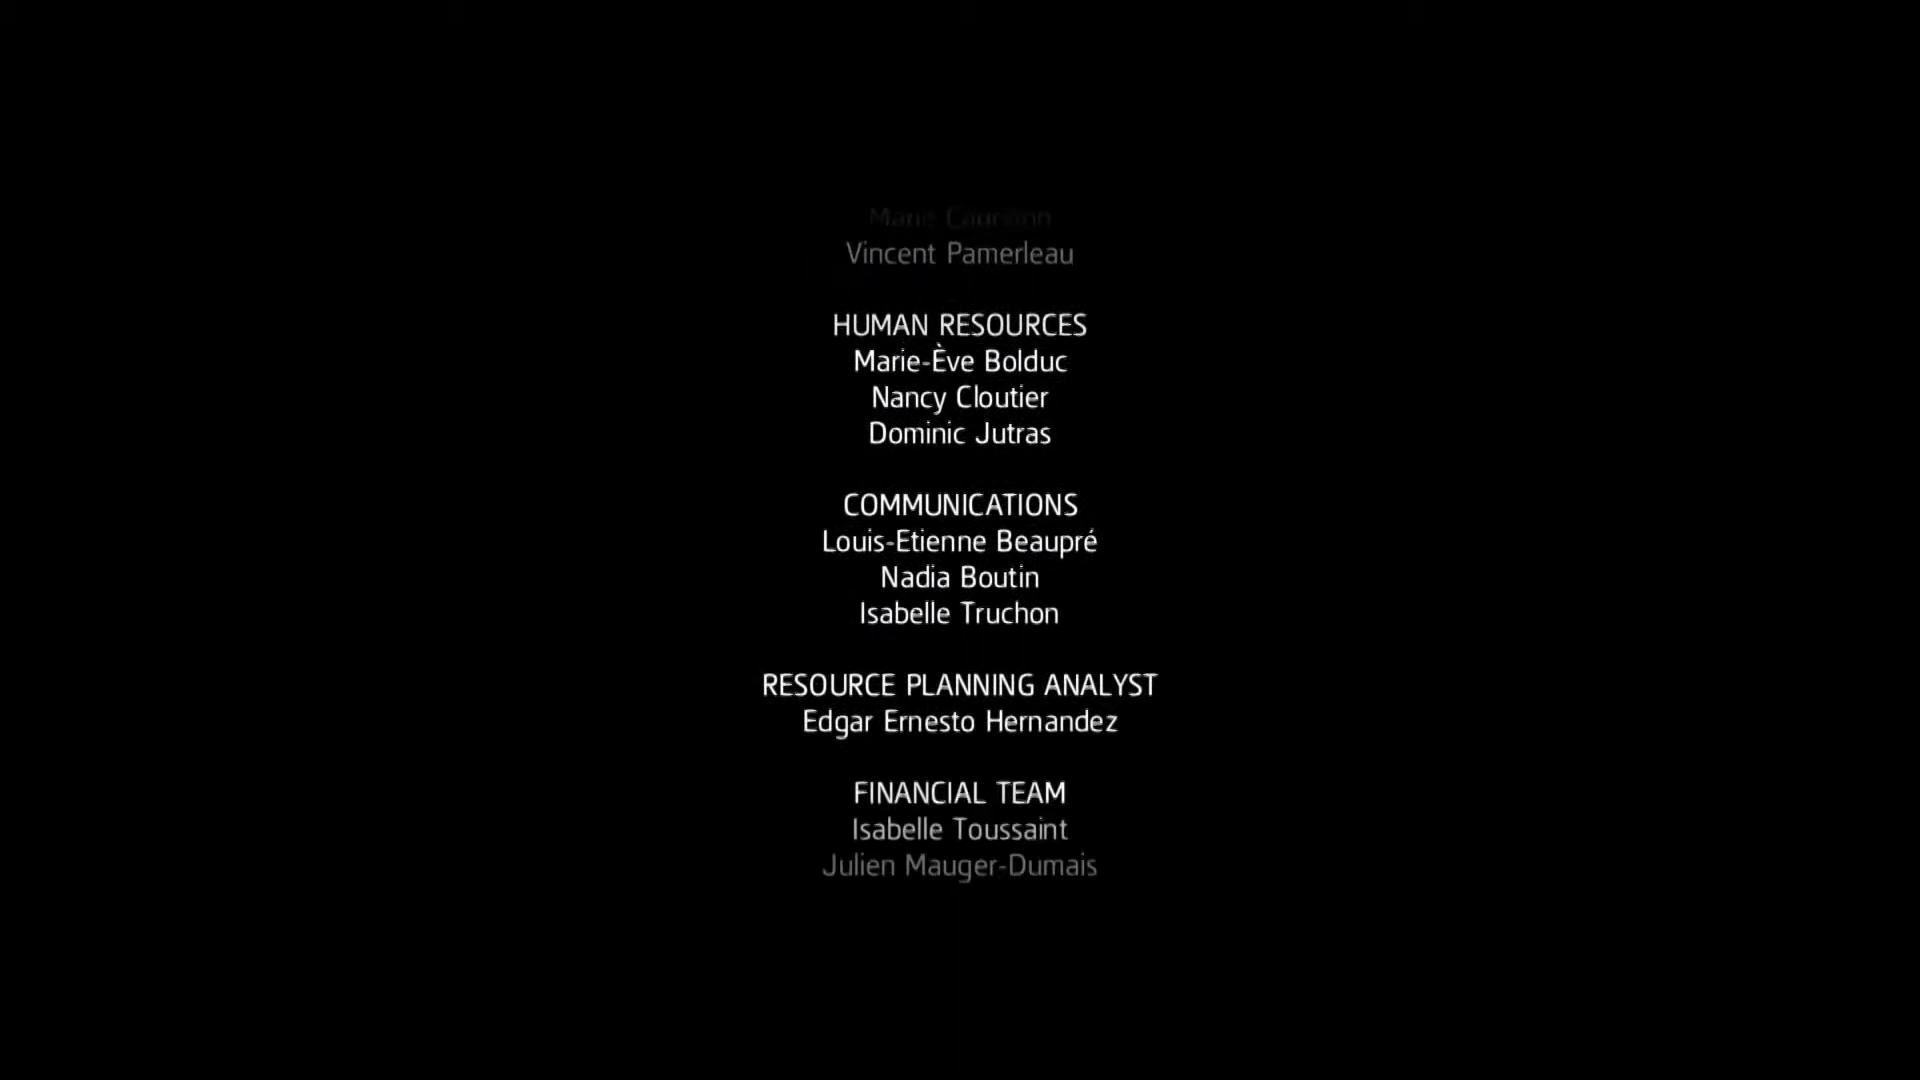 Marie
Vincent Pamerleau
HUMAN RESOURCES
Marie-Ève Bolduc
Nancy Cloutier
Dominic Jutras
COMMUNICATIONS
Louis-Etienne Beaupré
Nadia Boutin
Isabelle Truchon
RESOURCE PLANNING ANALYST
Edgar Ernesto Hernandez
FINANCIAL TEAM
Isabelle Toussaint
Julien Mauger-Dumais